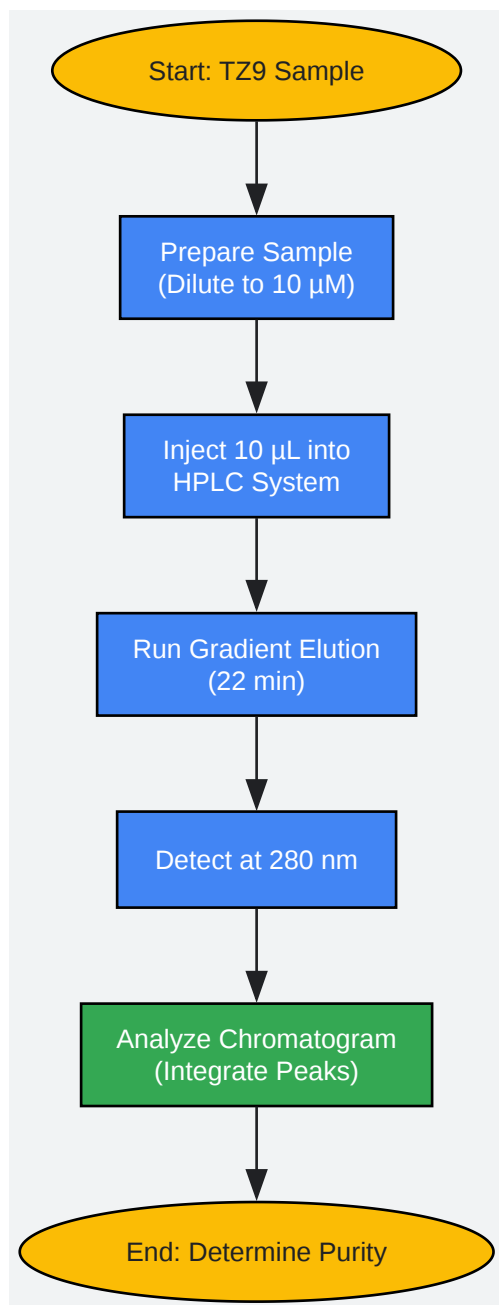 Start: TZ9 Sample
Prepare Sample
(Dilute to 10 µM)
Inject 10 µL into
HPLC System
Run Gradient Elution
(22 min)
Detect at 280 nm
Analyze Chromatogram
(Integrate Peaks)
End: Determine Purity